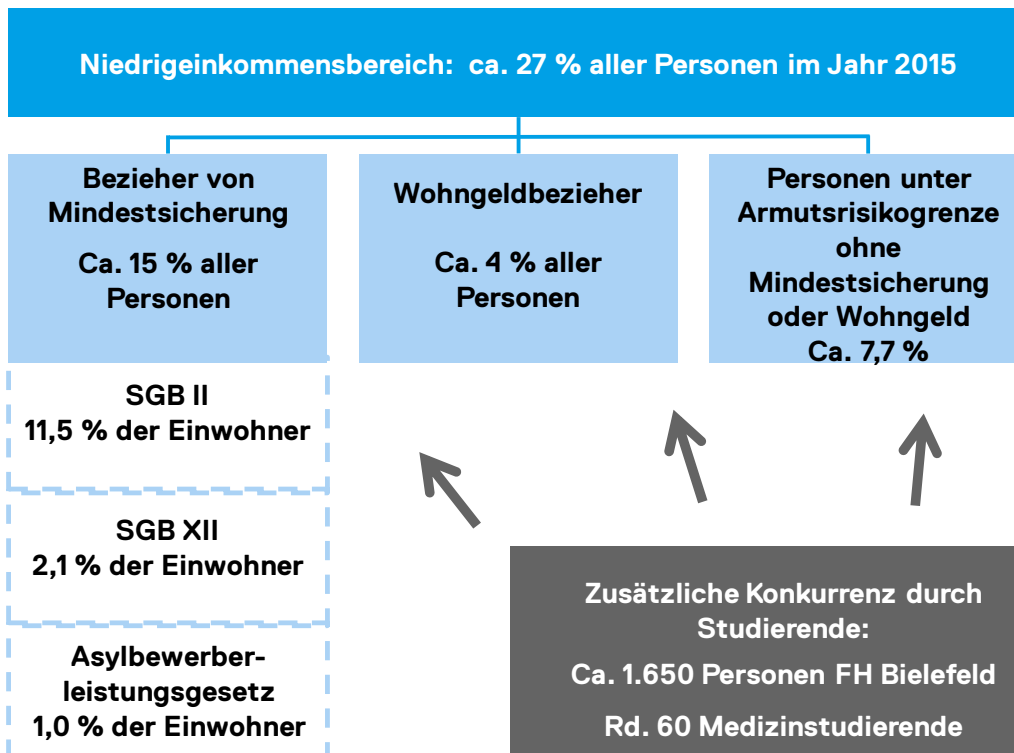 Niedrigeinkommensbereich: ca. 27 % aller Personen im Jahr 2015
Bezieher von
Mindestsicherung
Ca. 15 % aller
Personen
Wohngeldbezieher
Ca. 4 % aller
Personen
Personen unter
Armutsrisikogrenze
ohne
Mindestsicherung
oder Wohngeld
Ca. 7,7 %
SGB II
11,5 % der Einwohner
SGB XII
2,1 % der Einwohner
Asylbewerber-
leistungsgesetz
1,0 % der Einwohner
Zusätzliche Konkurrenz durch
Studierende:
Ca. 1.650 Personen FH Bielefeld
Rd. 60 Medizinstudierende